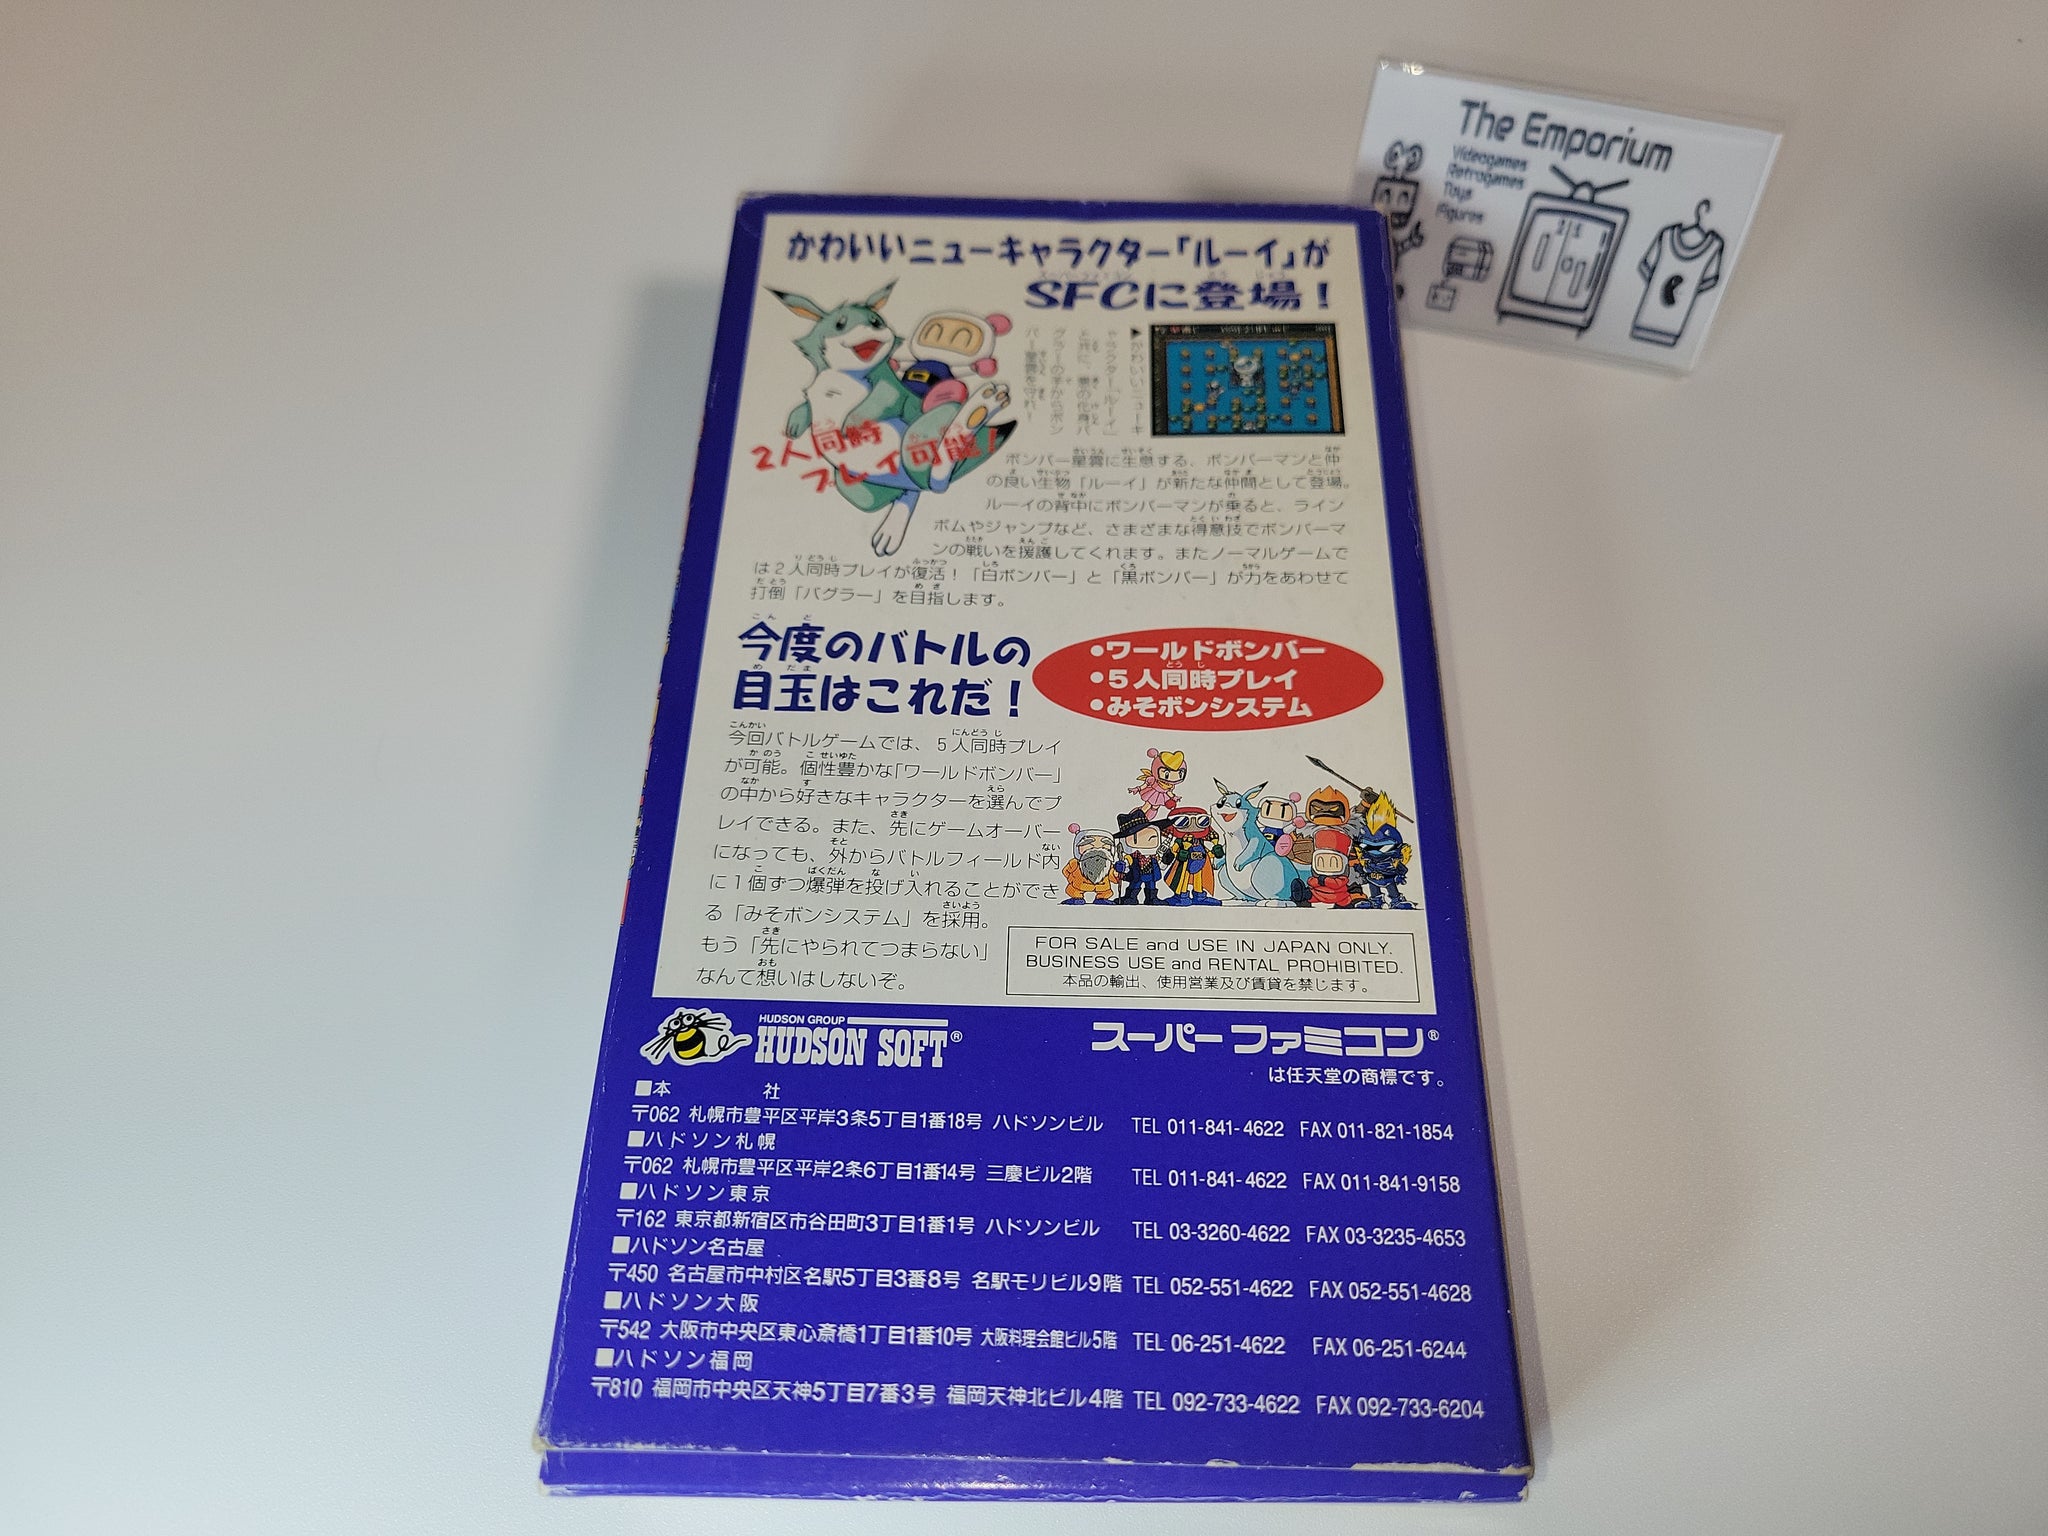 The Emporium
Videogames
Retrogames
Toys
Figures
かわいいニューキャラクター「ルーイ」が
SFCに登場！
▶かわいいニューキ
ャラクター「ルーイ」
と共に、悪の化身バ
グラーの手からボン
バー星雲を守れ！
2人同時
プレイ可能！
ボンバー星雲に生息する、ボンバーマンと仲
の良い生物「ルーイ」が新たな仲間として登場。
ルーイの背中にボンバーマンが乗ると、ライン
ボムやジャンプなど、さまざまな得意技でボンバーマ
ンの戦いを援護してくれます。またノーマルゲームで
は2人同時プレイが復活！「白ボンバー」と「黒ボンバー」が力をあわせて
打倒「バグラー」を目指します。
今度のバトルの
目玉はこれだ！
•ワールドボンバー
•5人同時プレイ
•みそボンシステム
今回バトルゲームでは、5人同時プレイ
が可能。個性豊かな「ワールドボンバー」
の中から好きなキャラクターを選んでプ
レイできる。また、先にゲームオーバー
になっても、外からバトルフィールド内
に1個ずつ爆弾を投げ入れることができ
る「みそボンシステム」を採用。
もう「先にやられてつまらない」
なんて想いはしないぞ。
FOR SALE and USE IN JAPAN ONLY.
BUSINESS USE and RENTAL PROHIBITED.
本品の輸出、使用営業及び賃貸を禁じます。
HUDSON GROUP
HUDSON SOFT®
スーパーファミコン®
は任天堂の商標です。
■本　　　社
〒062 札幌市豊平区平岸3条5丁目1番18号 ハドソンビル TEL 011-841-4622 FAX 011-821-1854
■ハドソン札幌
〒062 札幌市豊平区平岸2条6丁目1番14号 三慶ビル2階 TEL 011-841-4622 FAX 011-841-9158
■ハドソン東京
〒162 東京都新宿区市谷田町3丁目1番1号 ハドソンビル TEL 03-3260-4622 FAX 03-3235-4653
■ハドソン名古屋
〒450 名古屋市中村区名駅5丁目3番8号 名駅モリビル9階 TEL 052-551-4622 FAX 052-551-4628
■ハドソン大阪
〒542 大阪市中央区東心斎橋1丁目1番10号 大阪料理会館ビル5階 TEL 06-251-4622 FAX 06-251-6244
■ハドソン福岡
〒810 福岡市中央区天神5丁目7番3号 福岡天神北ビル4階 TEL 092-733-4622 FAX 092-733-6204